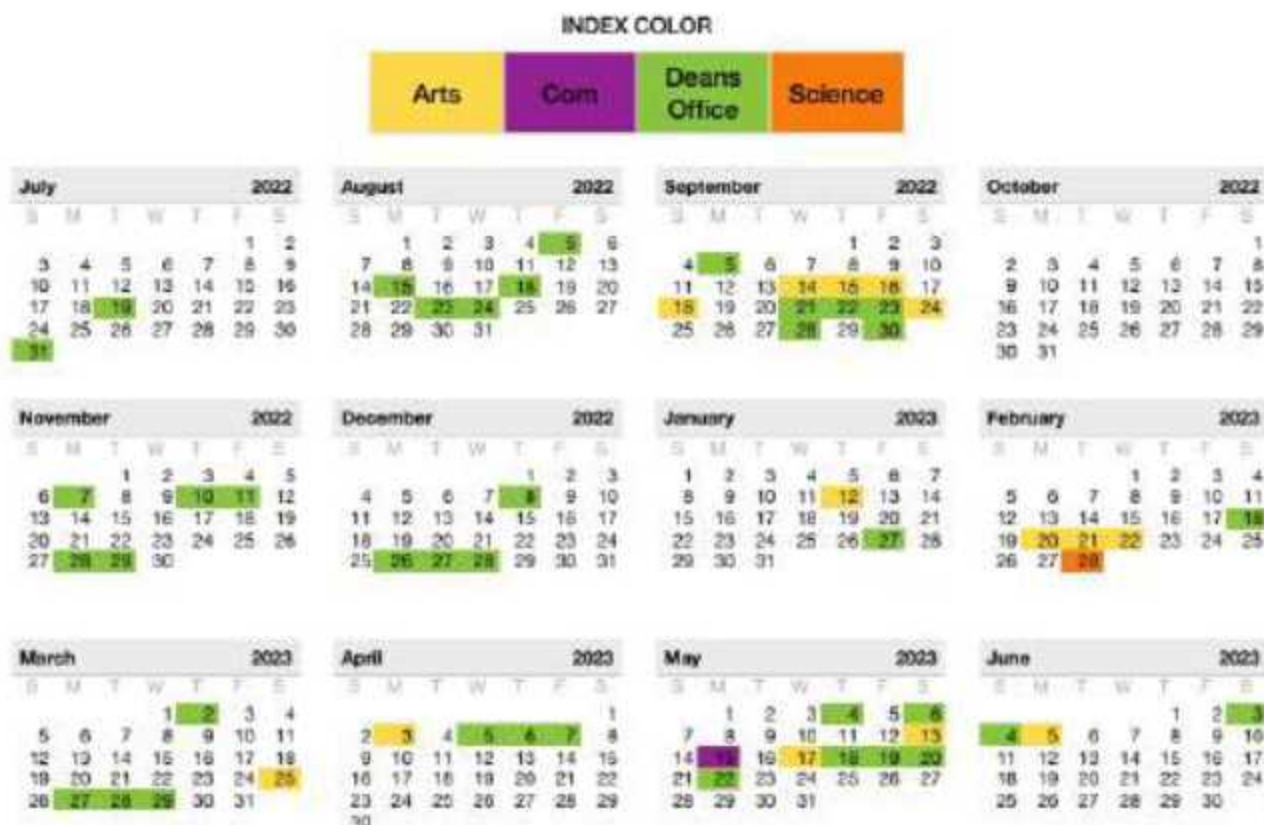 INDEX COLOR
Arts Com Deans Office Science
July 2022 August 2022 September 2022 October 2022
S M T W T F S S M T W T F S S M T W T F S S M T W T F S
1 2 1 2 3 4 5 6 1 2 3 1
3 4 5 6 7 8 9 7 8 9 10 11 12 13 4 5 6 7 8 9 10 2 3 4 5 6 7 8
10 11 12 13 14 15 16 14 15 16 17 18 19 20 11 12 13 14 15 16 17 9 10 11 12 13 14 15
17 18 19 20 21 22 23 21 22 23 24 25 26 27 18 19 20 21 22 23 24 16 17 18 19 20 21 22
24 25 26 27 28 29 30 28 29 30 31 25 26 27 28 29 30 23 24 25 26 27 28 29
31 30 31
November 2022 December 2022 January 2023 February 2023
S M T W T F S S M T W T F S S M T W T F S S M T W T F S
1 2 3 4 5 1 2 3 1 2 3 4 5 6 7 1 2 3 4
6 7 8 9 10 11 12 4 5 6 7 8 9 10 8 9 10 11 12 13 14 5 6 7 8 9 10 11
13 14 15 16 17 18 19 11 12 13 14 15 16 17 15 16 17 18 19 20 21 12 13 14 15 16 17 18
20 21 22 23 24 25 26 18 19 20 21 22 23 24 22 23 24 25 26 27 28 19 20 21 22 23 24 25
27 28 29 30 25 26 27 28 29 30 31 29 30 31 26 27 28
March 2023 April 2023 May 2023 June 2023
S M T W T F S S M T W T F S S M T W T F S S M T W T F S
1 2 3 4 1 1 2 3 4 5 6 1 2 3
5 6 7 8 9 10 11 2 3 4 5 6 7 8 7 8 9 10 11 12 13 4 5 6 7 8 9 10
12 13 14 15 16 17 18 9 10 11 12 13 14 15 14 15 16 17 18 19 20 11 12 13 14 15 16 17
19 20 21 22 23 24 25 16 17 18 19 20 21 22 21 22 23 24 25 26 27 18 19 20 21 22 23 24
26 27 28 29 30 31 23 24 25 26 27 28 29 28 29 30 31 25 26 27 28 29 30
30